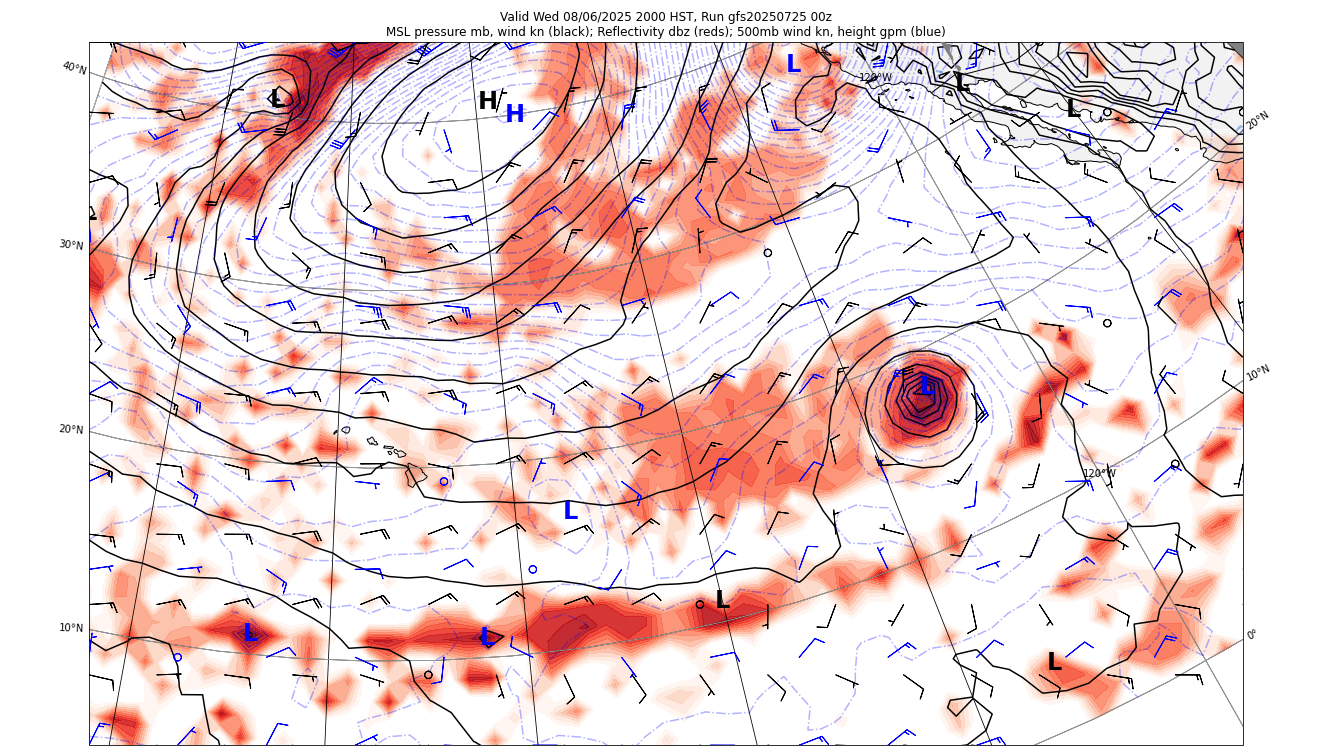 Valid Wed 08/06/2025 2000 HST, Run gfs20250725 00z
MSL pressure mb, wind kn (black); Reflectivity dbz (reds); 500mb wind kn, height gpm (blue)
40°N
L
H
H
L
120°W
L
L
20°N
30°N
10°N
L
20°N
120°W
L
10°N
L
L
L
L
0°